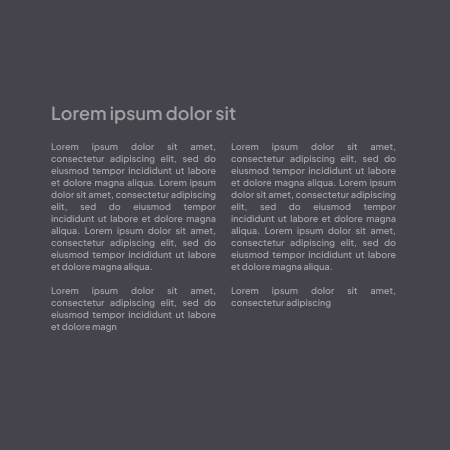 Lorem ipsum dolor sit
Lorem ipsum dolor sit amet,
consectetur adipiscing elit, sed do
eiusmod tempor incididunt ut labore
et dolore magna aliqua. Lorem ipsum
dolor sit amet, consectetur adipiscing
elit, sed do eiusmod tempor
incididunt ut labore et dolore magna
aliqua. Lorem ipsum dolor sit amet,
consectetur adipiscing elit, sed do
eiusmod tempor incididunt ut labore
et dolore magna aliqua.
Lorem ipsum dolor sit amet,
consectetur adipiscing elit, sed do
eiusmod tempor incididunt ut labore
et dolore magn
Lorem ipsum dolor sit amet,
consectetur adipiscing elit, sed do
eiusmod tempor incididunt ut labore
et dolore magna aliqua. Lorem ipsum
dolor sit amet, consectetur adipiscing
elit, sed do eiusmod tempor
incididunt ut labore et dolore magna
aliqua. Lorem ipsum dolor sit amet,
consectetur adipiscing elit, sed do
eiusmod tempor incididunt ut labore
et dolore magna aliqua.
Lorem ipsum dolor sit amet,
consectetur adipiscing